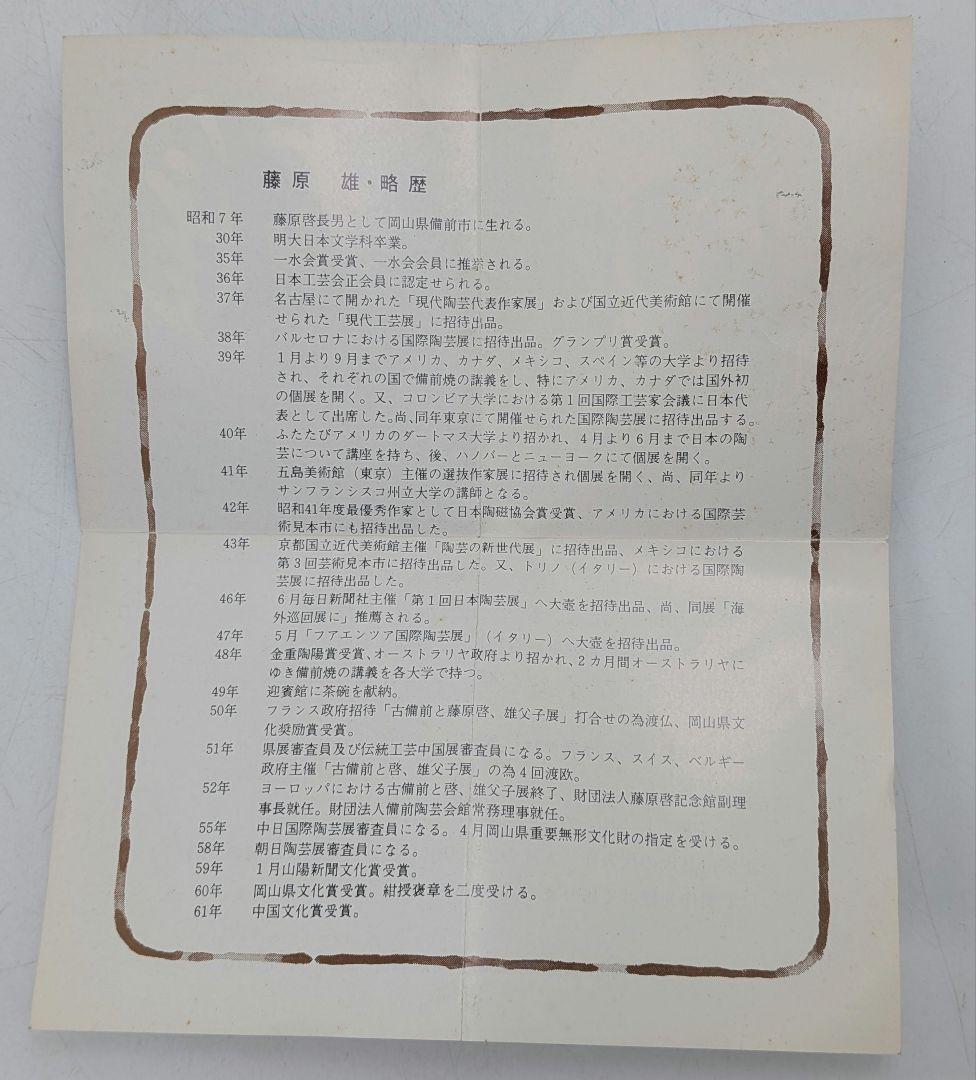 藤原 雄・略歴
昭和7年 藤原啓長男として岡山県備前市に生れる。
30年 明大日本文学科卒業。
35年 一水会賞受賞、一水会会員に推挙される。
36年 日本工芸会正会員に認定せられる。
37年 名古屋にて開かれた「現代陶芸代表作家展」および国立近代美術館にて開催
せられた「現代工芸展」に招待出品。
38年 バルセロナにおける国際陶芸展に招待出品。グランプリ賞受賞。
39年 1月より9月までアメリカ、カナダ、メキシコ、スペイン等の大学より招待
され、それぞれの国で備前焼の講義をし、特にアメリカ、カナダでは国外初
の個展を開く。又、コロンビア大学における第1回国際工芸家会議に日本代
表として出席した。尚、同年東京にて開催せられた国際陶芸展に招待出品する。
40年 ふたたびアメリカのダートマス大学より招かれ、4月より6月まで日本の陶
芸について講座を持ち、後、ハノバーとニューヨークにて個展を開く。
41年 五島美術館（東京）主催の選抜作家展に招待され個展を開く、尚、同年より
サンフランシスコ州立大学の講師となる。
42年 昭和41年度最優秀作家として日本陶磁協会賞受賞、アメリカにおける国際芸
術見本市にも招待出品した。
43年 京都国立近代美術館主催「陶芸の新世代展」に招待出品、メキシコにおける
第3回芸術見本市に招待出品した。又、トリノ（イタリー）における国際陶
芸展に招待出品した。
46年 6月毎日新聞社主催「第1回日本陶芸展」へ大壺を招待出品、尚、同展「海
外巡回展に」推薦される。
47年 5月「フアエンツア国際陶芸展」（イタリー）へ大壺を招待出品。
48年 金重陶陽賞受賞、オーストラリヤ政府より招かれ、2カ月間オーストラリヤに
ゆき備前焼の講義を各大学で持つ。
49年 迎賓館に茶碗を献納。
50年 フランス政府招待「古備前と藤原啓、雄父子展」打合せの為渡仏、岡山県文
化奨励賞受賞。
51年 県展審査員及び伝統工芸中国展審査員になる。フランス、スイス、ベルギー
政府主催「古備前と啓、雄父子展」の為4回渡欧。
52年 ヨーロッパにおける古備前と啓、雄父子展終了、財団法人藤原啓記念館副理
事長就任。財団法人備前陶芸会館常務理事就任。
55年 中日国際陶芸展審査員になる。4月岡山県重要無形文化財の指定を受ける。
58年 朝日陶芸展審査員になる。
59年 1月山陽新聞文化賞受賞。
60年 岡山県文化賞受賞。紺授褒章を二度受ける。
61年 中国文化賞受賞。